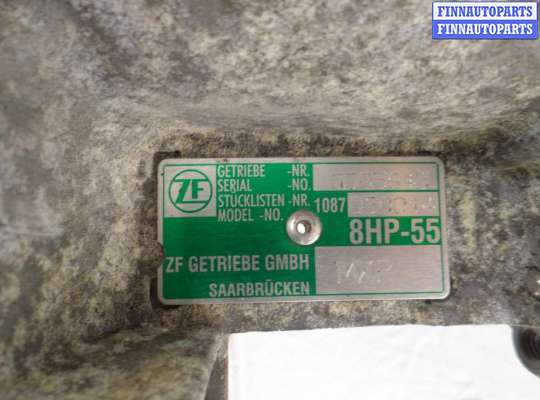 FINNAUTOPARTS
FINNAUTOPARTS
ZF
GETRIEBE -NR.
SERIAL -NO.
STÜCKLISTEN -NR. 1087
MODEL -NO.
8HP-55
ZF GETRIEBE GMBH
SAARBRÜCKEN